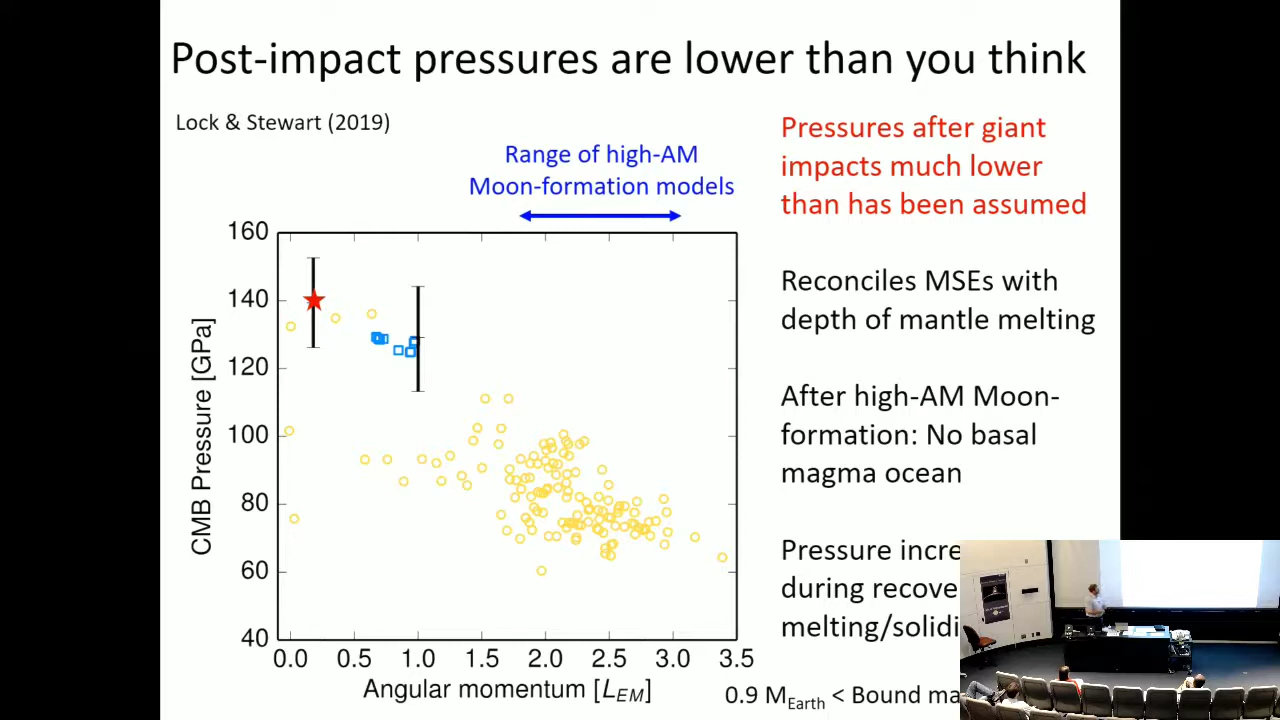 Post-impact pressures are lower than you think
Lock & Stewart (2019)
Range of high-AM
Moon-formation models
160
140
120
100
80
60
40
CMB Pressure [GPa]
0.0 0.5 1.0 1.5 2.0 2.5 3.0 3.5
Angular momentum [L_EM]
Pressures after giant
impacts much lower
than has been assumed
Reconciles MSEs with
depth of mantle melting
After high-AM Moon-
formation: No basal
magma ocean
Pressure incre
during recove
melting/solidi
0.9 M_Earth < Bound ma